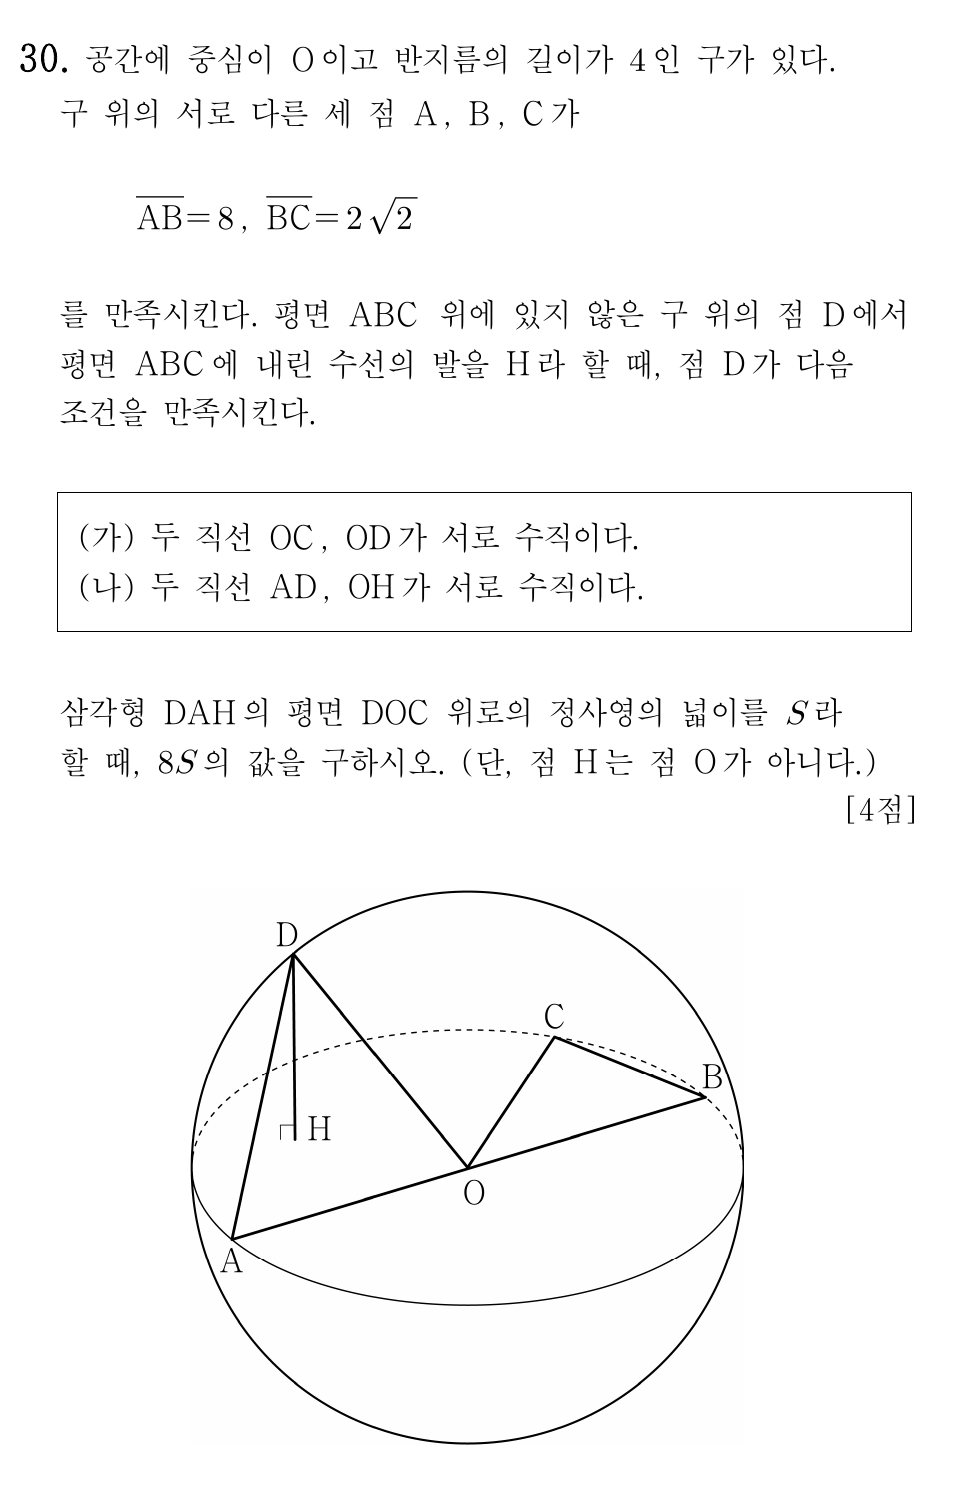 30. 공간에 중심이 O이고 반지름의 길이가 4인 구가 있다.
구 위의 서로 다른 세 점 A, B, C가
$\overline{AB}=8$, $\overline{BC}=2\sqrt{2}$
를 만족시킨다. 평면 ABC 위에 있지 않은 구 위의 점 D에서
평면 ABC에 내린 수선의 발을 H라 할 때, 점 D가 다음
조건을 만족시킨다.
(가) 두 직선 OC, OD가 서로 수직이다.
(나) 두 직선 AD, OH가 서로 수직이다.
삼각형 DAH의 평면 DOC 위로의 정사영의 넓이를 S라
할 때, 8S의 값을 구하시오. (단, 점 H는 점 O가 아니다.)
[4점]
D
C
B
H
O
A